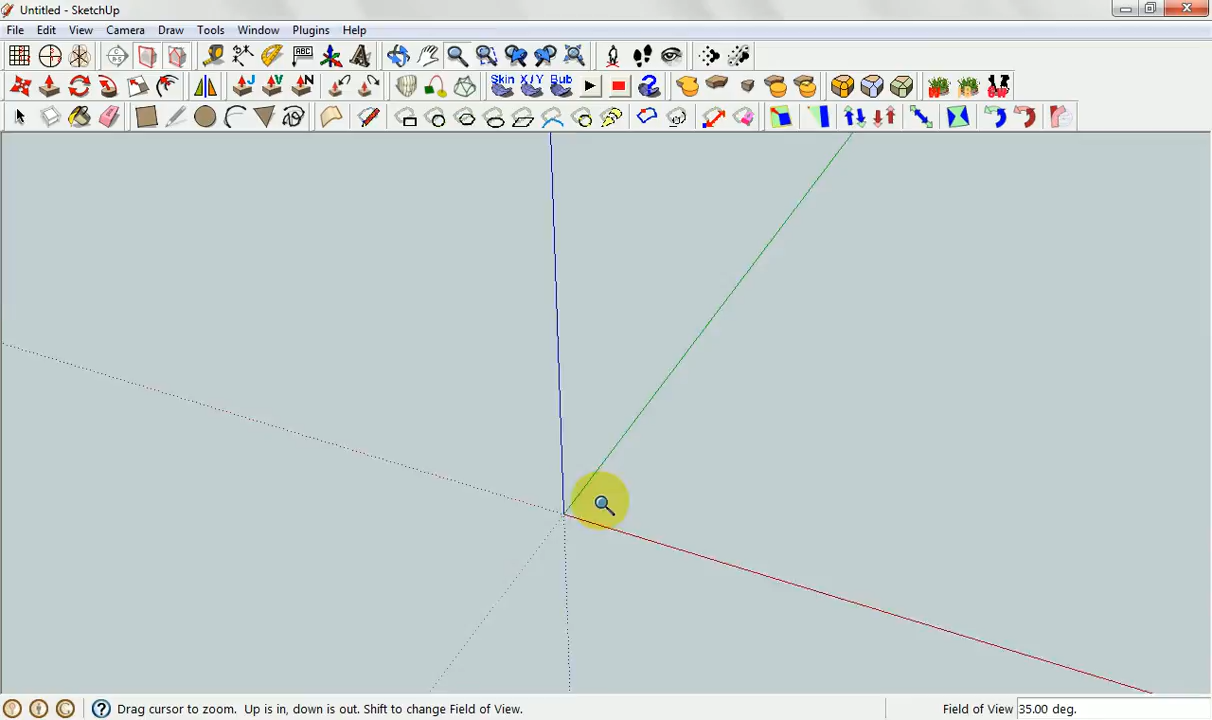 Untitled - SketchUp
File Edit View Camera Draw Tools Window Plugins Help
ABC
J V N Skin X/Y Bub
Drag cursor to zoom. Up is in, down is out. Shift to change Field of View. Field of View 35.00 deg.